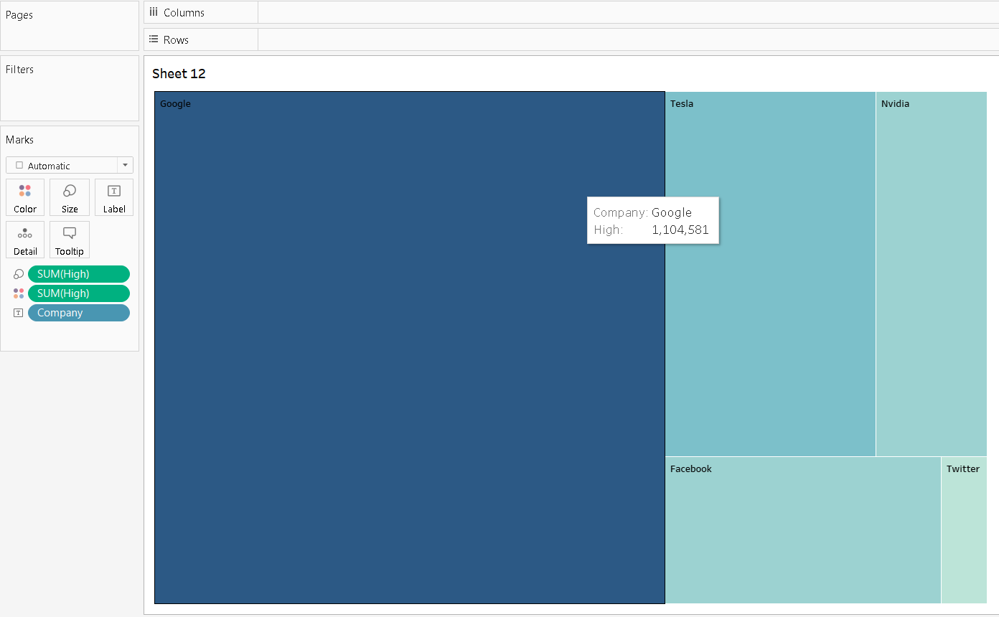 Pages
Columns
Rows
Filters
Sheet 12
Marks
Automatic
Color
Size
Label
Detail
Tooltip
SUM(High)
SUM(High)
Company
Google
Tesla
Nvidia
Company: Google
High: 1,104,581
Facebook
Twitter